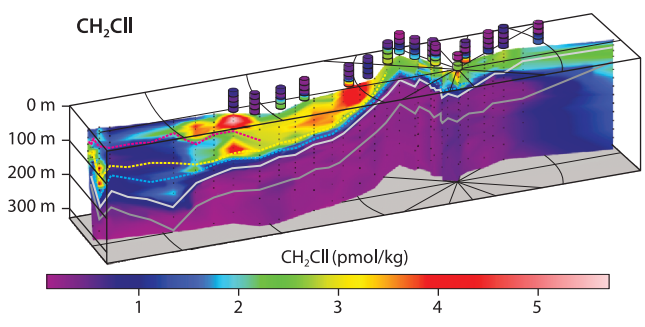 CH₂ClI
0 m
100 m
200 m
300 m
CH₂ClI (pmol/kg)
1 2 3 4 5